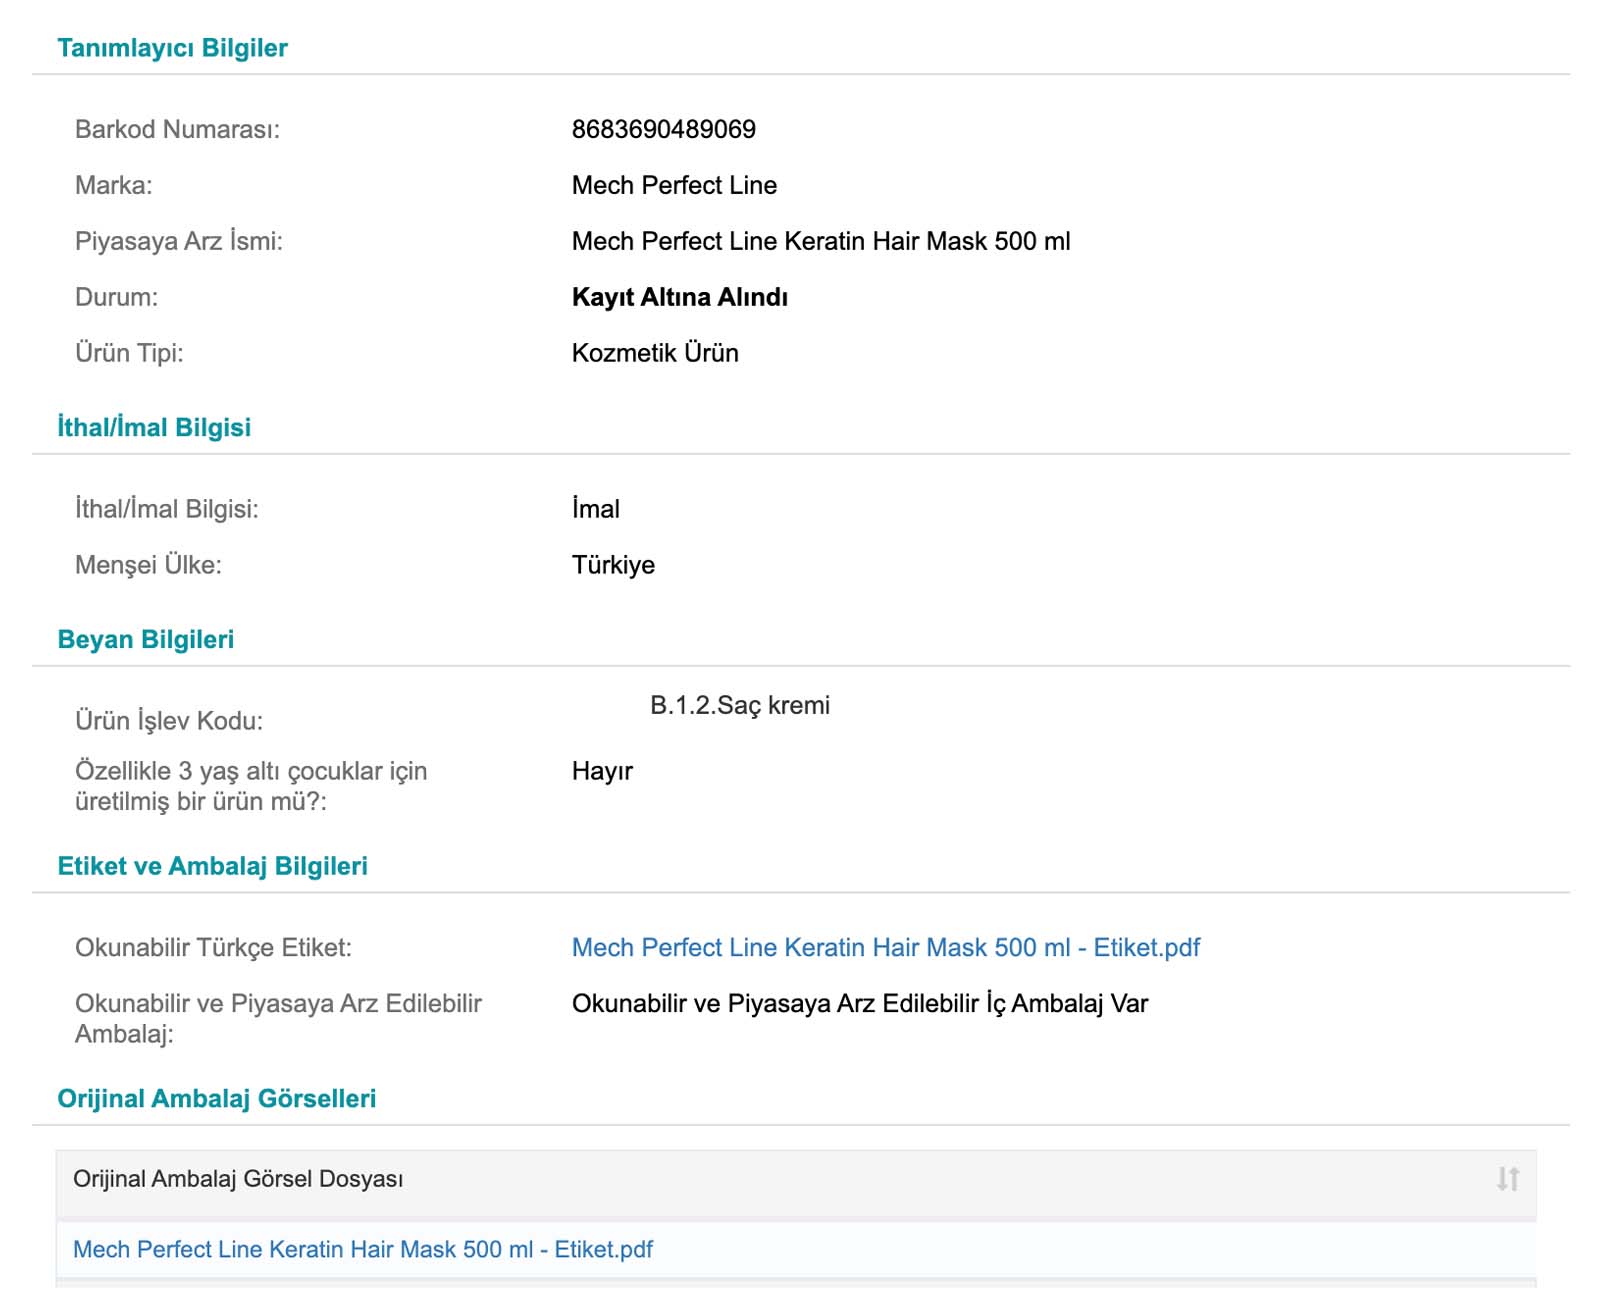 Tanımlayıcı Bilgiler
Barkod Numarası: 8683690489069
Marka: Mech Perfect Line
Piyasaya Arz İsmi: Mech Perfect Line Keratin Hair Mask 500 ml
Durum: Kayıt Altına Alındı
Ürün Tipi: Kozmetik Ürün
İthal/İmal Bilgisi
İthal/İmal Bilgisi: İmal
Menşei Ülke: Türkiye
Beyan Bilgileri
Ürün İşlev Kodu: B.1.2.Saç kremi
Özellikle 3 yaş altı çocuklar için Hayır
üretilmiş bir ürün mü?:
Etiket ve Ambalaj Bilgileri
Okunabilir Türkçe Etiket: Mech Perfect Line Keratin Hair Mask 500 ml - Etiket.pdf
Okunabilir ve Piyasaya Arz Edilebilir Okunabilir ve Piyasaya Arz Edilebilir İç Ambalaj Var
Ambalaj:
Orijinal Ambalaj Görselleri
Orijinal Ambalaj Görsel Dosyası
Mech Perfect Line Keratin Hair Mask 500 ml - Etiket.pdf